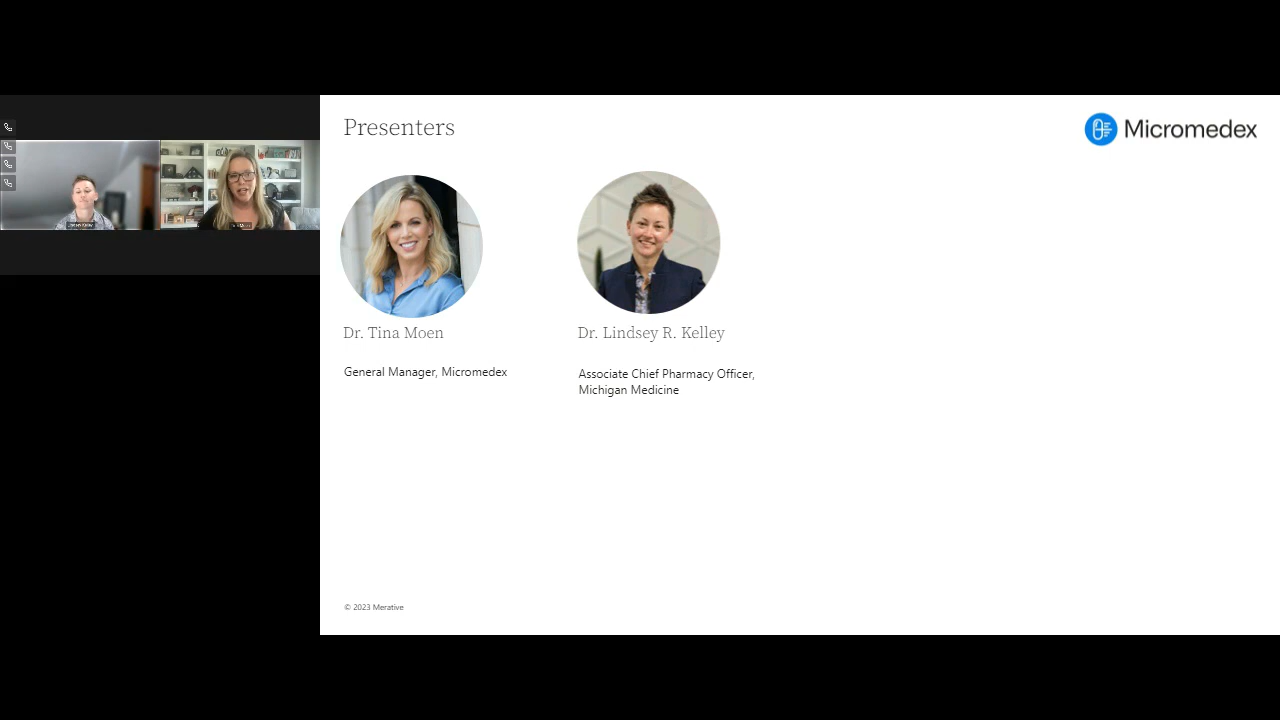 Presenters
Micromedex
Dr. Tina Moen
General Manager, Micromedex
Dr. Lindsey R. Kelley
Associate Chief Pharmacy Officer,
Michigan Medicine
© 2023 Merative